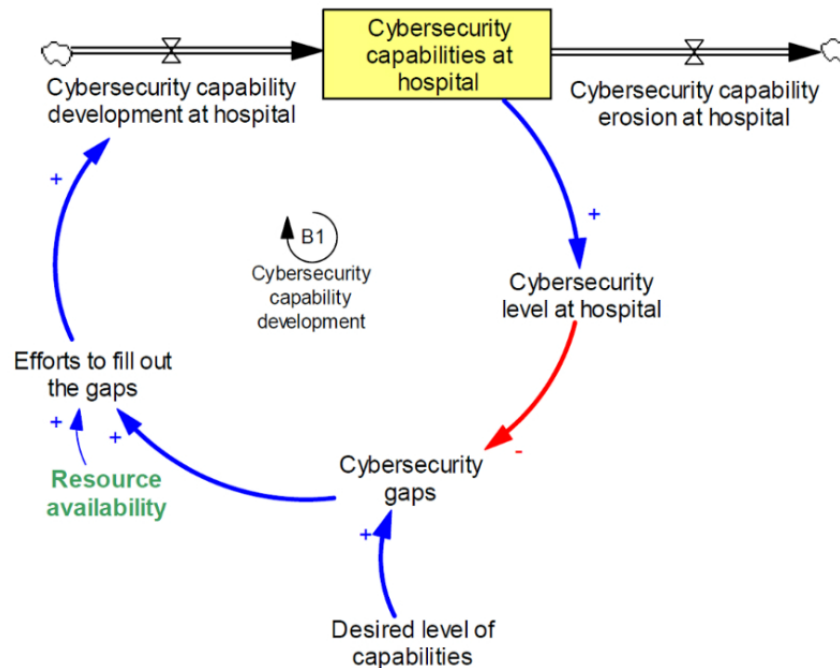 Cybersecurity
capabilities at
hospital
Cybersecurity capability
development at hospital
Cybersecurity capability
erosion at hospital
+
+
B1
Cybersecurity
capability
development
Cybersecurity
level at hospital
Efforts to fill out
the gaps
+
+
-
Resource
availability
Cybersecurity
gaps
+
Desired level of
capabilities